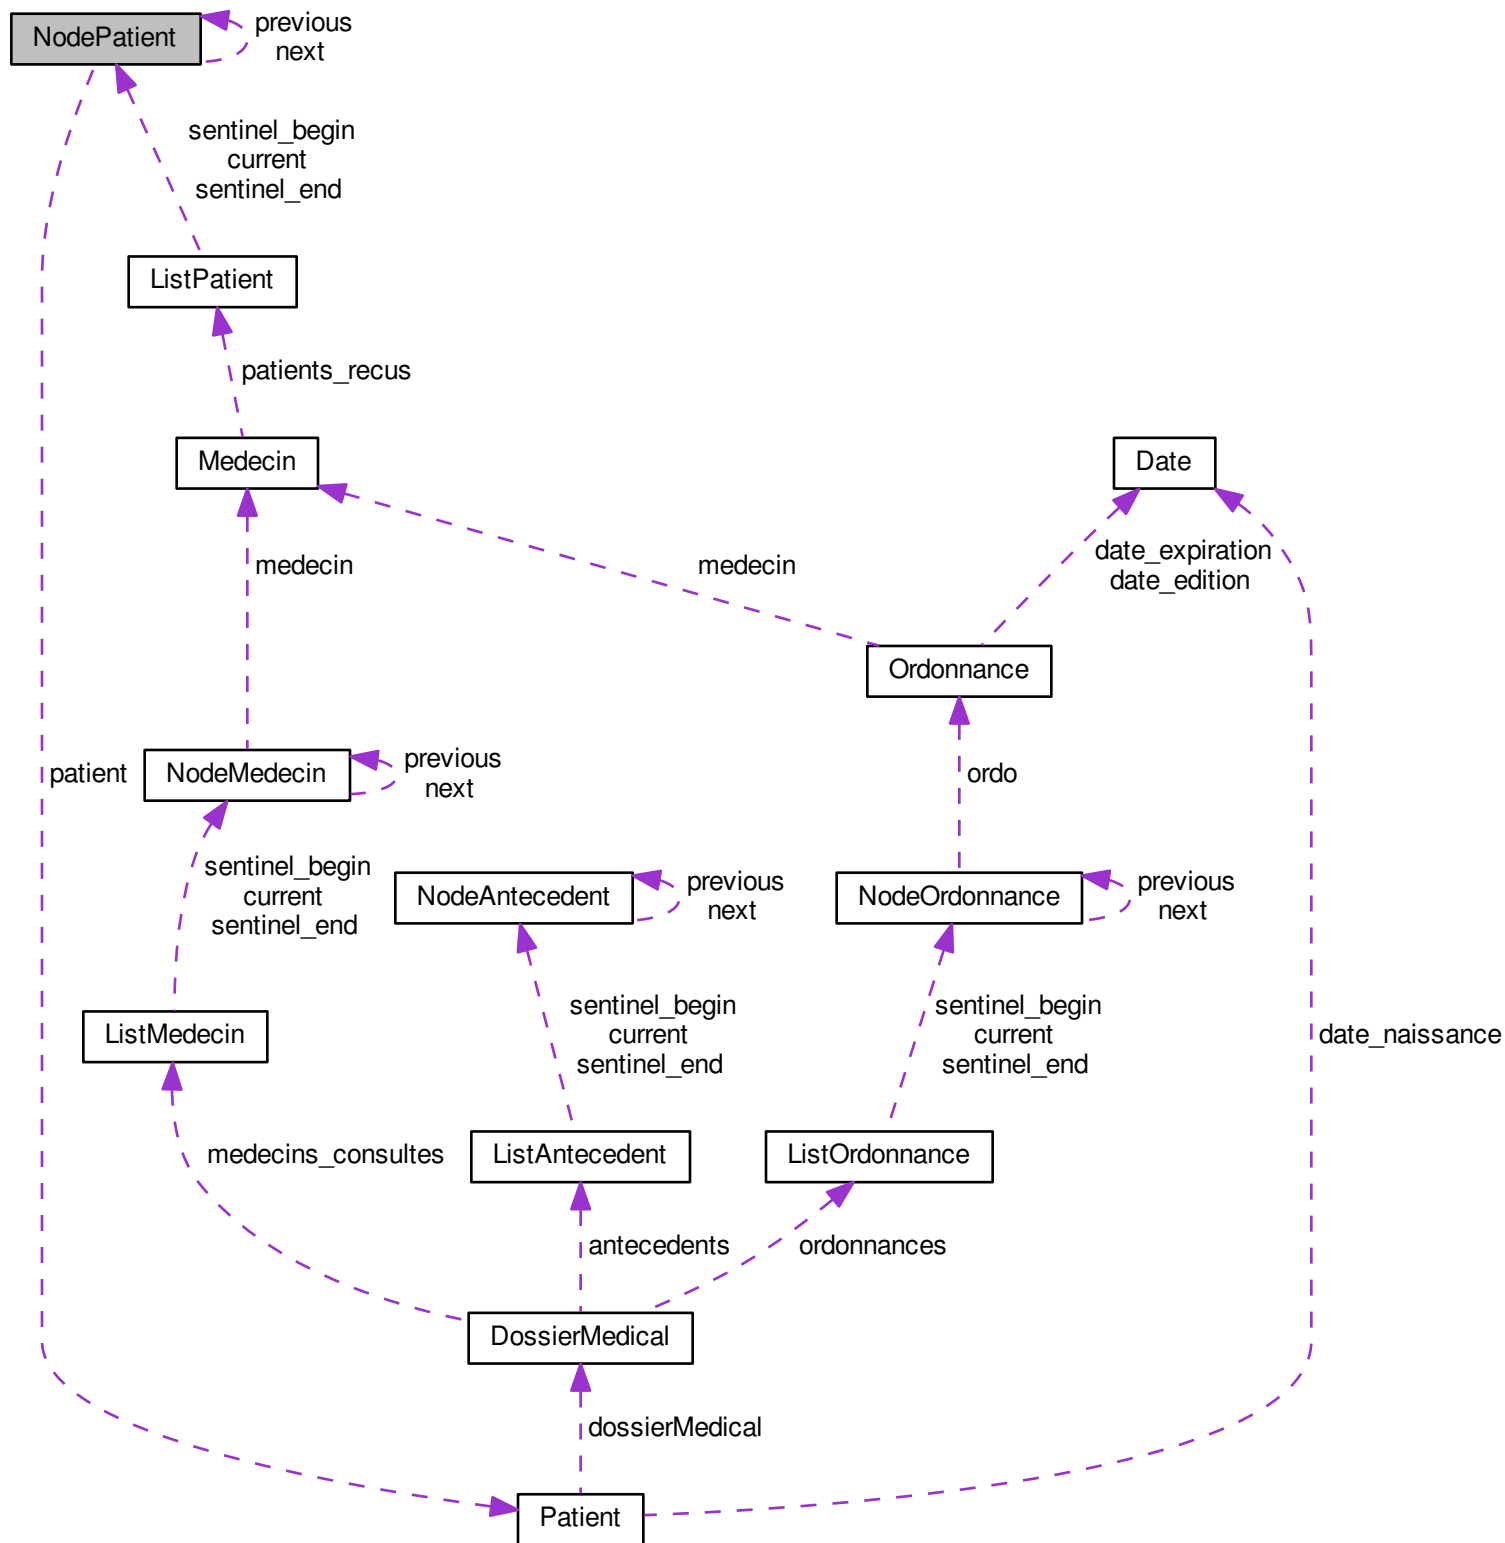 NodePatient
previous
next
sentinel_begin
current
sentinel_end
ListPatient
patients_recus
Medecin
Date
medecin
medecin
date_expiration
date_edition
Ordonnance
patient
NodeMedecin
previous
next
ordo
sentinel_begin
current
sentinel_end
NodeAntecedent
previous
next
NodeOrdonnance
previous
next
ListMedecin
sentinel_begin
current
sentinel_end
sentinel_begin
current
sentinel_end
date_naissance
medecins_consultes
ListAntecedent
ListOrdonnance
antecedents
ordonnances
DossierMedical
dossierMedical
Patient